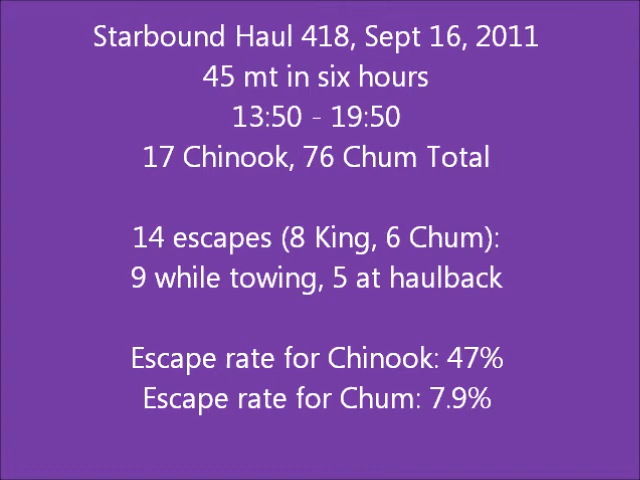 Starbound Haul 418, Sept 16, 2011
45 mt in six hours
13:50 - 19:50
17 Chinook, 76 Chum Total
14 escapes (8 King, 6 Chum):
9 while towing, 5 at haulback
Escape rate for Chinook: 47%
Escape rate for Chum: 7.9%